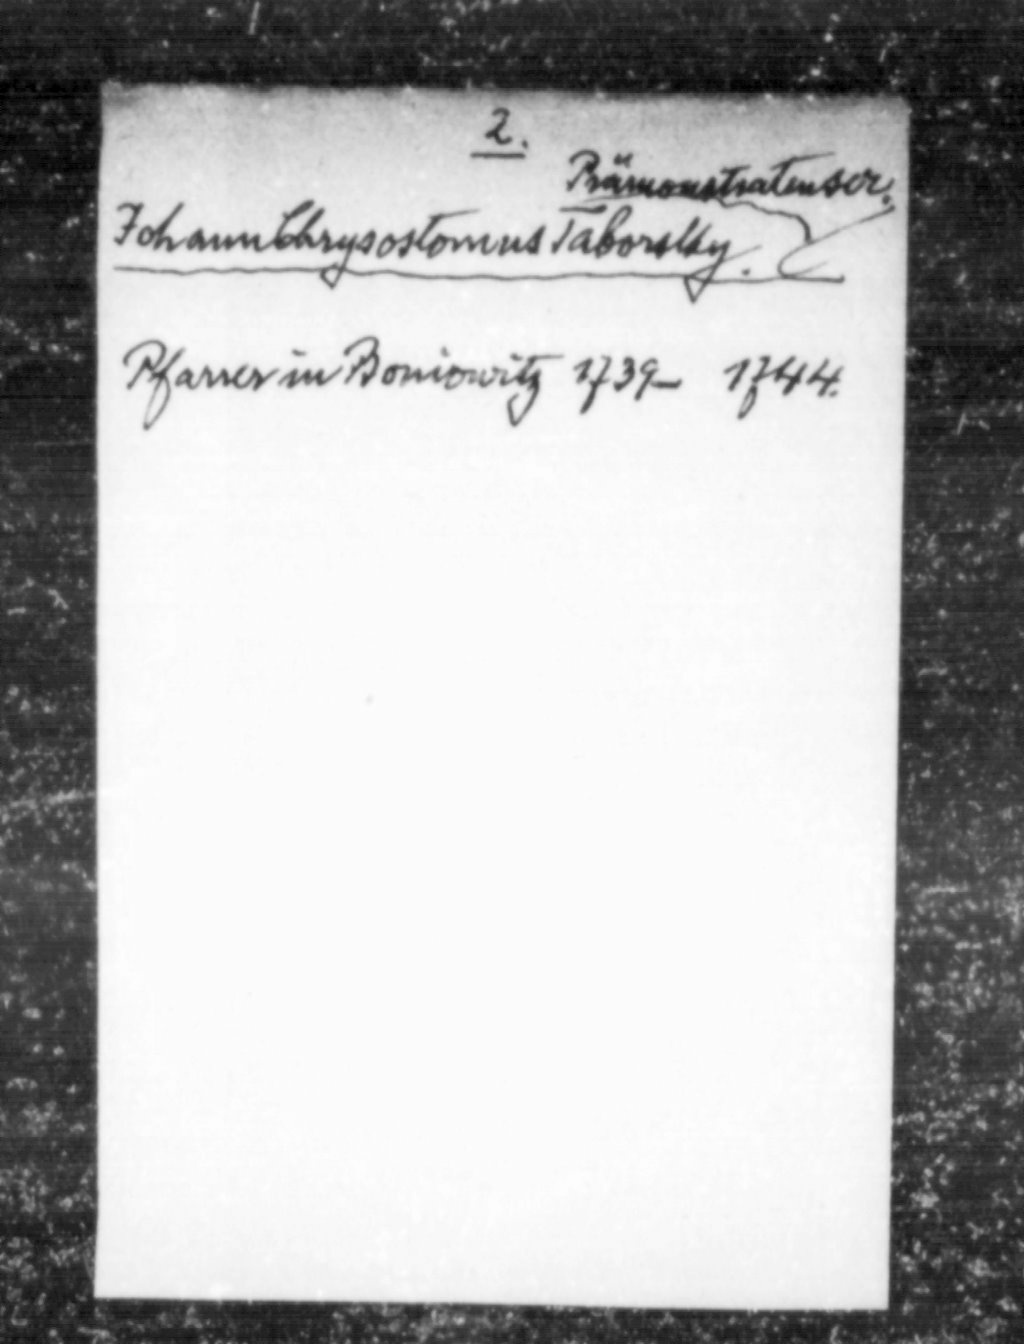 2.
Prämonstratenser.
Johann Chrysostomus Taborsky.
Pfarrer in Boniowitz 1739– 1744.